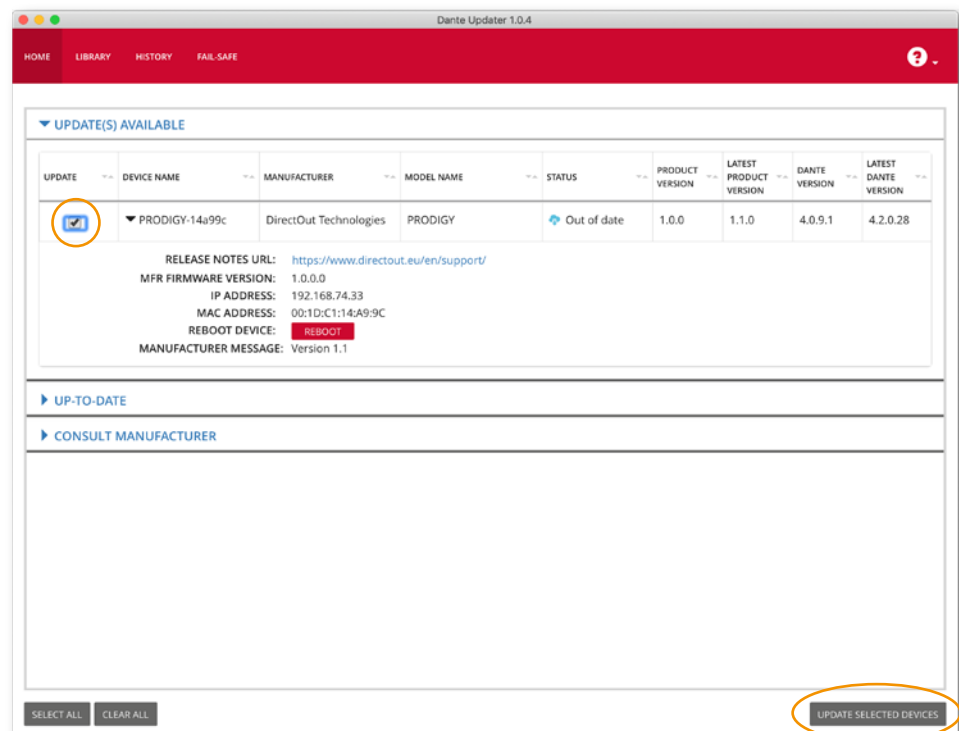 Dante Updater 1.0.4
HOME LIBRARY HISTORY FAIL-SAFE ?
UPDATE(S) AVAILABLE
UPDATE DEVICE NAME MANUFACTURER MODEL NAME STATUS PRODUCT VERSION LATEST PRODUCT VERSION DANTE VERSION LATEST DANTE VERSION
PRODIGY-14a99c DirectOut Technologies PRODIGY Out of date 1.0.0 1.1.0 4.0.9.1 4.2.0.28
RELEASE NOTES URL: https://www.directout.eu/en/support/
MFR FIRMWARE VERSION: 1.0.0.0
IP ADDRESS: 192.168.74.33
MAC ADDRESS: 00:1D:C1:14:A9:9C
REBOOT DEVICE: REBOOT
MANUFACTURER MESSAGE: Version 1.1
UP-TO-DATE
CONSULT MANUFACTURER
SELECT ALL CLEAR ALL UPDATE SELECTED DEVICES